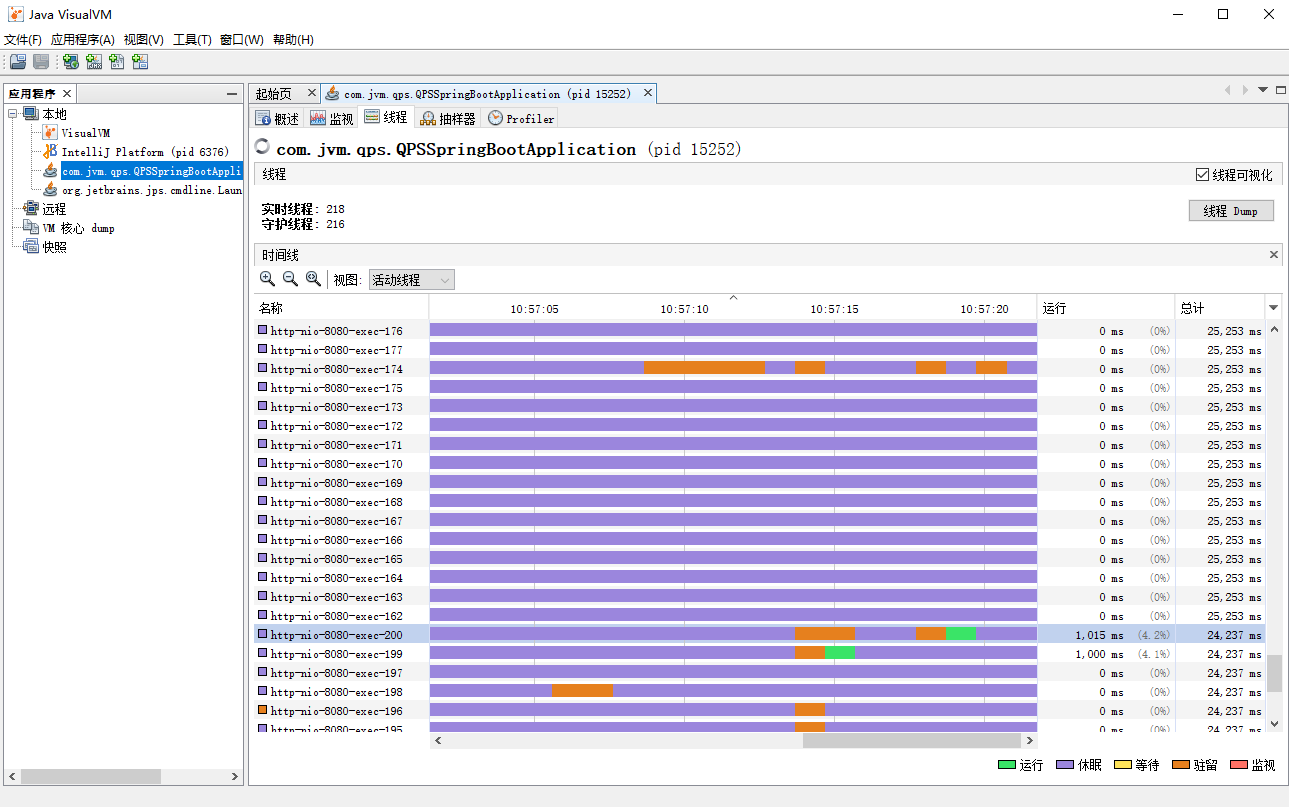 Java VisualVM
文件(F) 应用程序(A) 视图(V) 工具(T) 窗口(W) 帮助(H)
应用程序
本地
VisualVM
IntelliJ Platform (pid 6376)
com.jvm.qps.QPSSpringBootAppli
org.jetbrains.jps.cmdline.Laun
远程
VM 核心 dump
快照
起始页 com.jvm.qps.QPSSpringBootApplication (pid 15252)
概述 监视 线程 抽样器 Profiler
com.jvm.qps.QPSSpringBootApplication (pid 15252)
线程 线程可视化
实时线程: 218
守护线程: 216
线程 Dump
时间线
视图: 活动线程
名称 10:57:05 10:57:10 10:57:15 10:57:20 运行 总计
http-nio-8080-exec-176 0 ms (0%) 25,253 ms
http-nio-8080-exec-177 0 ms (0%) 25,253 ms
http-nio-8080-exec-174 0 ms (0%) 25,253 ms
http-nio-8080-exec-175 0 ms (0%) 25,253 ms
http-nio-8080-exec-173 0 ms (0%) 25,253 ms
http-nio-8080-exec-172 0 ms (0%) 25,253 ms
http-nio-8080-exec-171 0 ms (0%) 25,253 ms
http-nio-8080-exec-170 0 ms (0%) 25,253 ms
http-nio-8080-exec-169 0 ms (0%) 25,253 ms
http-nio-8080-exec-168 0 ms (0%) 25,253 ms
http-nio-8080-exec-167 0 ms (0%) 25,253 ms
http-nio-8080-exec-166 0 ms (0%) 25,253 ms
http-nio-8080-exec-165 0 ms (0%) 25,253 ms
http-nio-8080-exec-164 0 ms (0%) 25,253 ms
http-nio-8080-exec-163 0 ms (0%) 25,253 ms
http-nio-8080-exec-162 0 ms (0%) 25,253 ms
http-nio-8080-exec-200 1,015 ms (4.2%) 24,237 ms
http-nio-8080-exec-199 1,000 ms (4.1%) 24,237 ms
http-nio-8080-exec-197 0 ms (0%) 24,237 ms
http-nio-8080-exec-198 0 ms (0%) 24,237 ms
http-nio-8080-exec-196 0 ms (0%) 24,237 ms
http-nio-8080-exec-195 0 ms (0%) 24,237 ms
运行 休眠 等待 驻留 监视